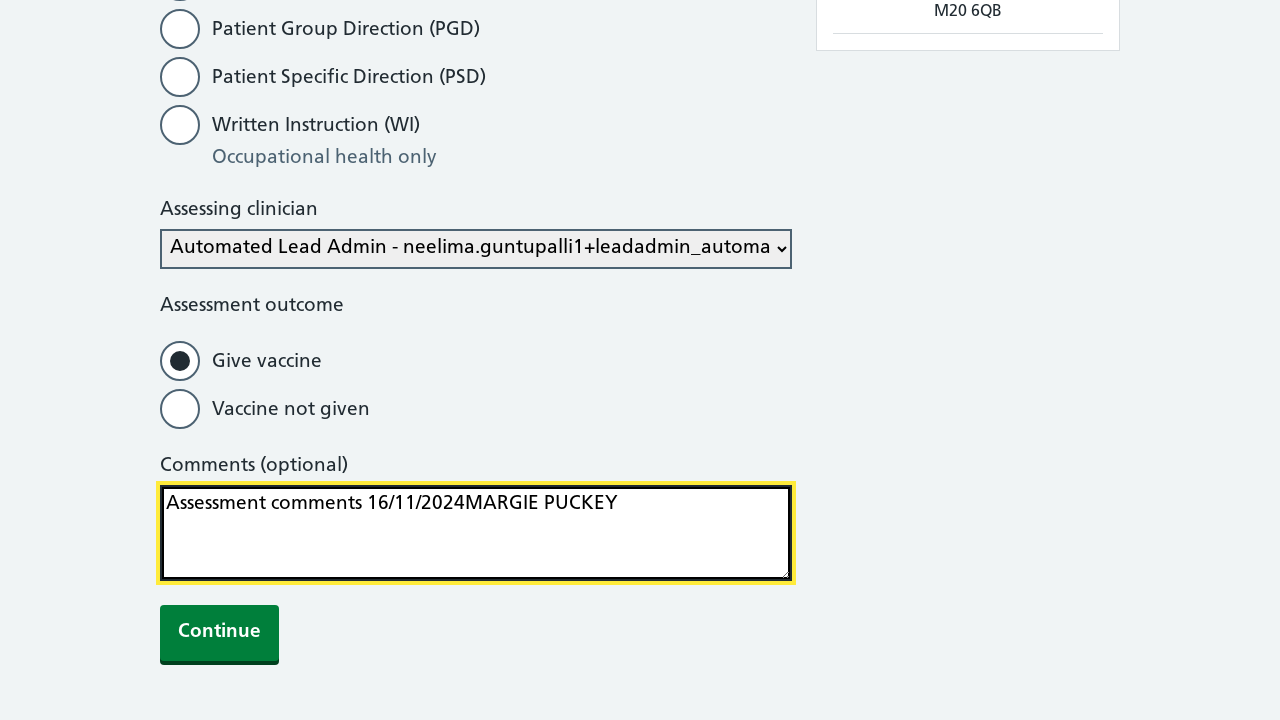 M20 6QB
Patient Group Direction (PGD)
Patient Specific Direction (PSD)
Written Instruction (WI)
Occupational health only
Assessing clinician
Automated Lead Admin - neelima.guntupalli1+leadadmin_automa
Assessment outcome
Give vaccine
Vaccine not given
Comments (optional)
Assessment comments 16/11/2024MARGIE PUCKEY
Continue